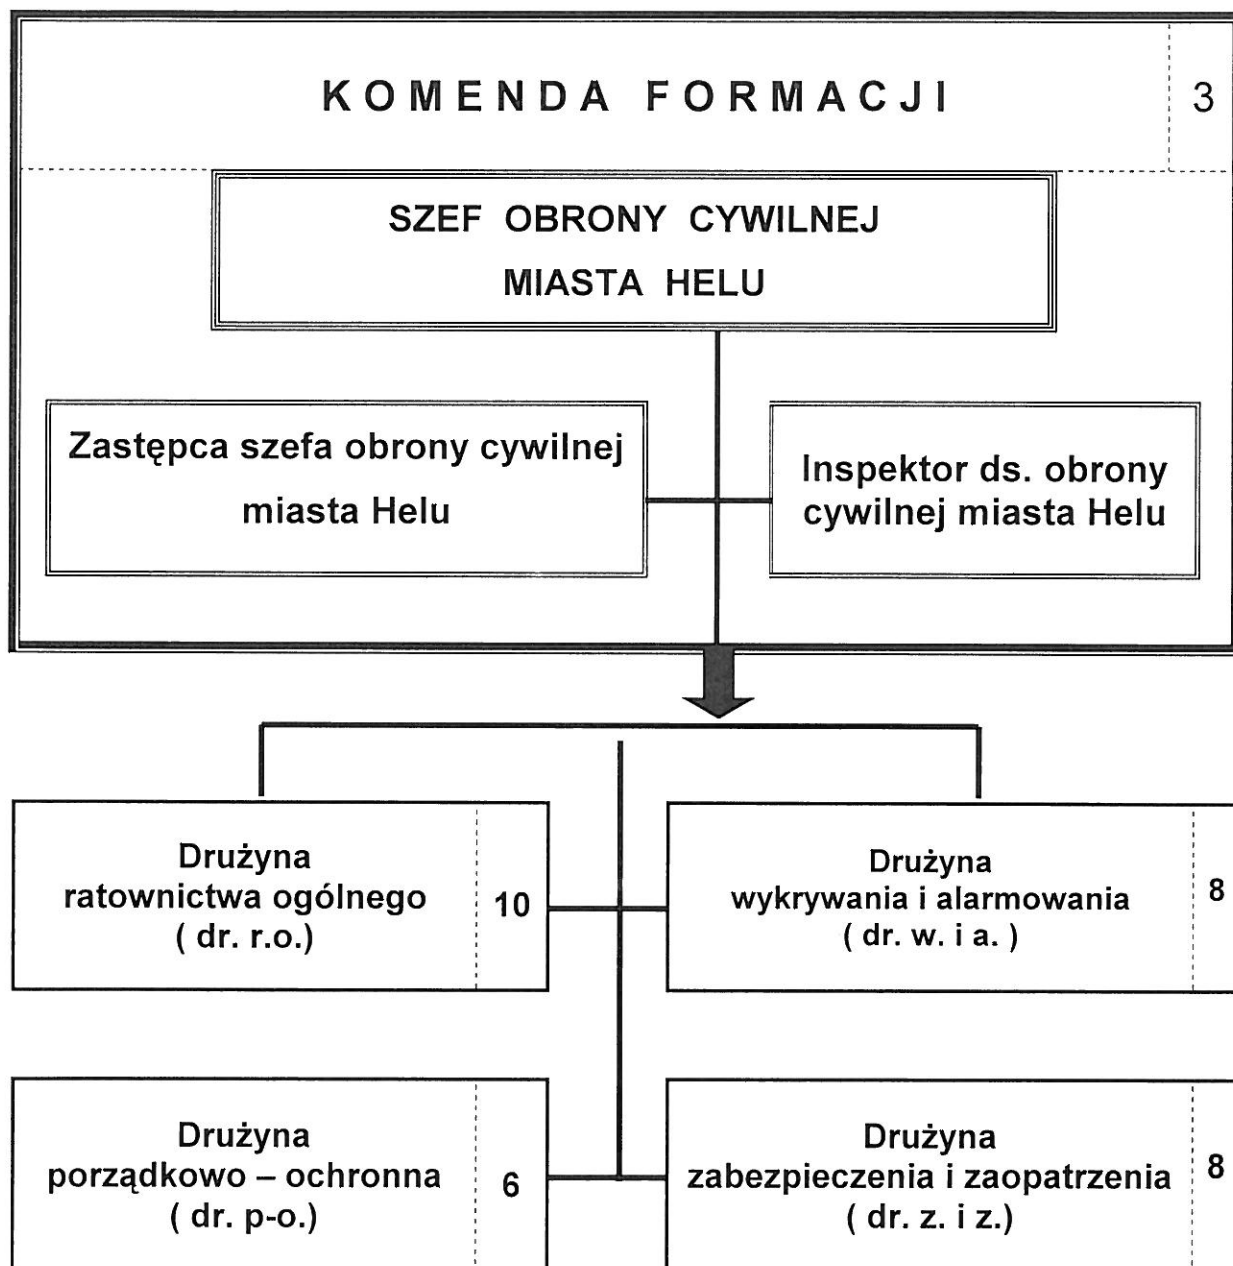 KOMENDA FORMACJI
3
SZEF OBRONY CYWILNEJ
MIASTA HELU
Zastępca szefa obrony cywilnej
miasta Helu
Inspektor ds. obrony
cywilnej miasta Helu
Drużyna
ratownictwa ogólnego
( dr. r.o.)
10
Drużyna
wykrywania i alarmowania
( dr. w. i a. )
8
Drużyna
porządkowo – ochronna
( dr. p-o.)
6
Drużyna
zabezpieczenia i zaopatrzenia
( dr. z. i z.)
8